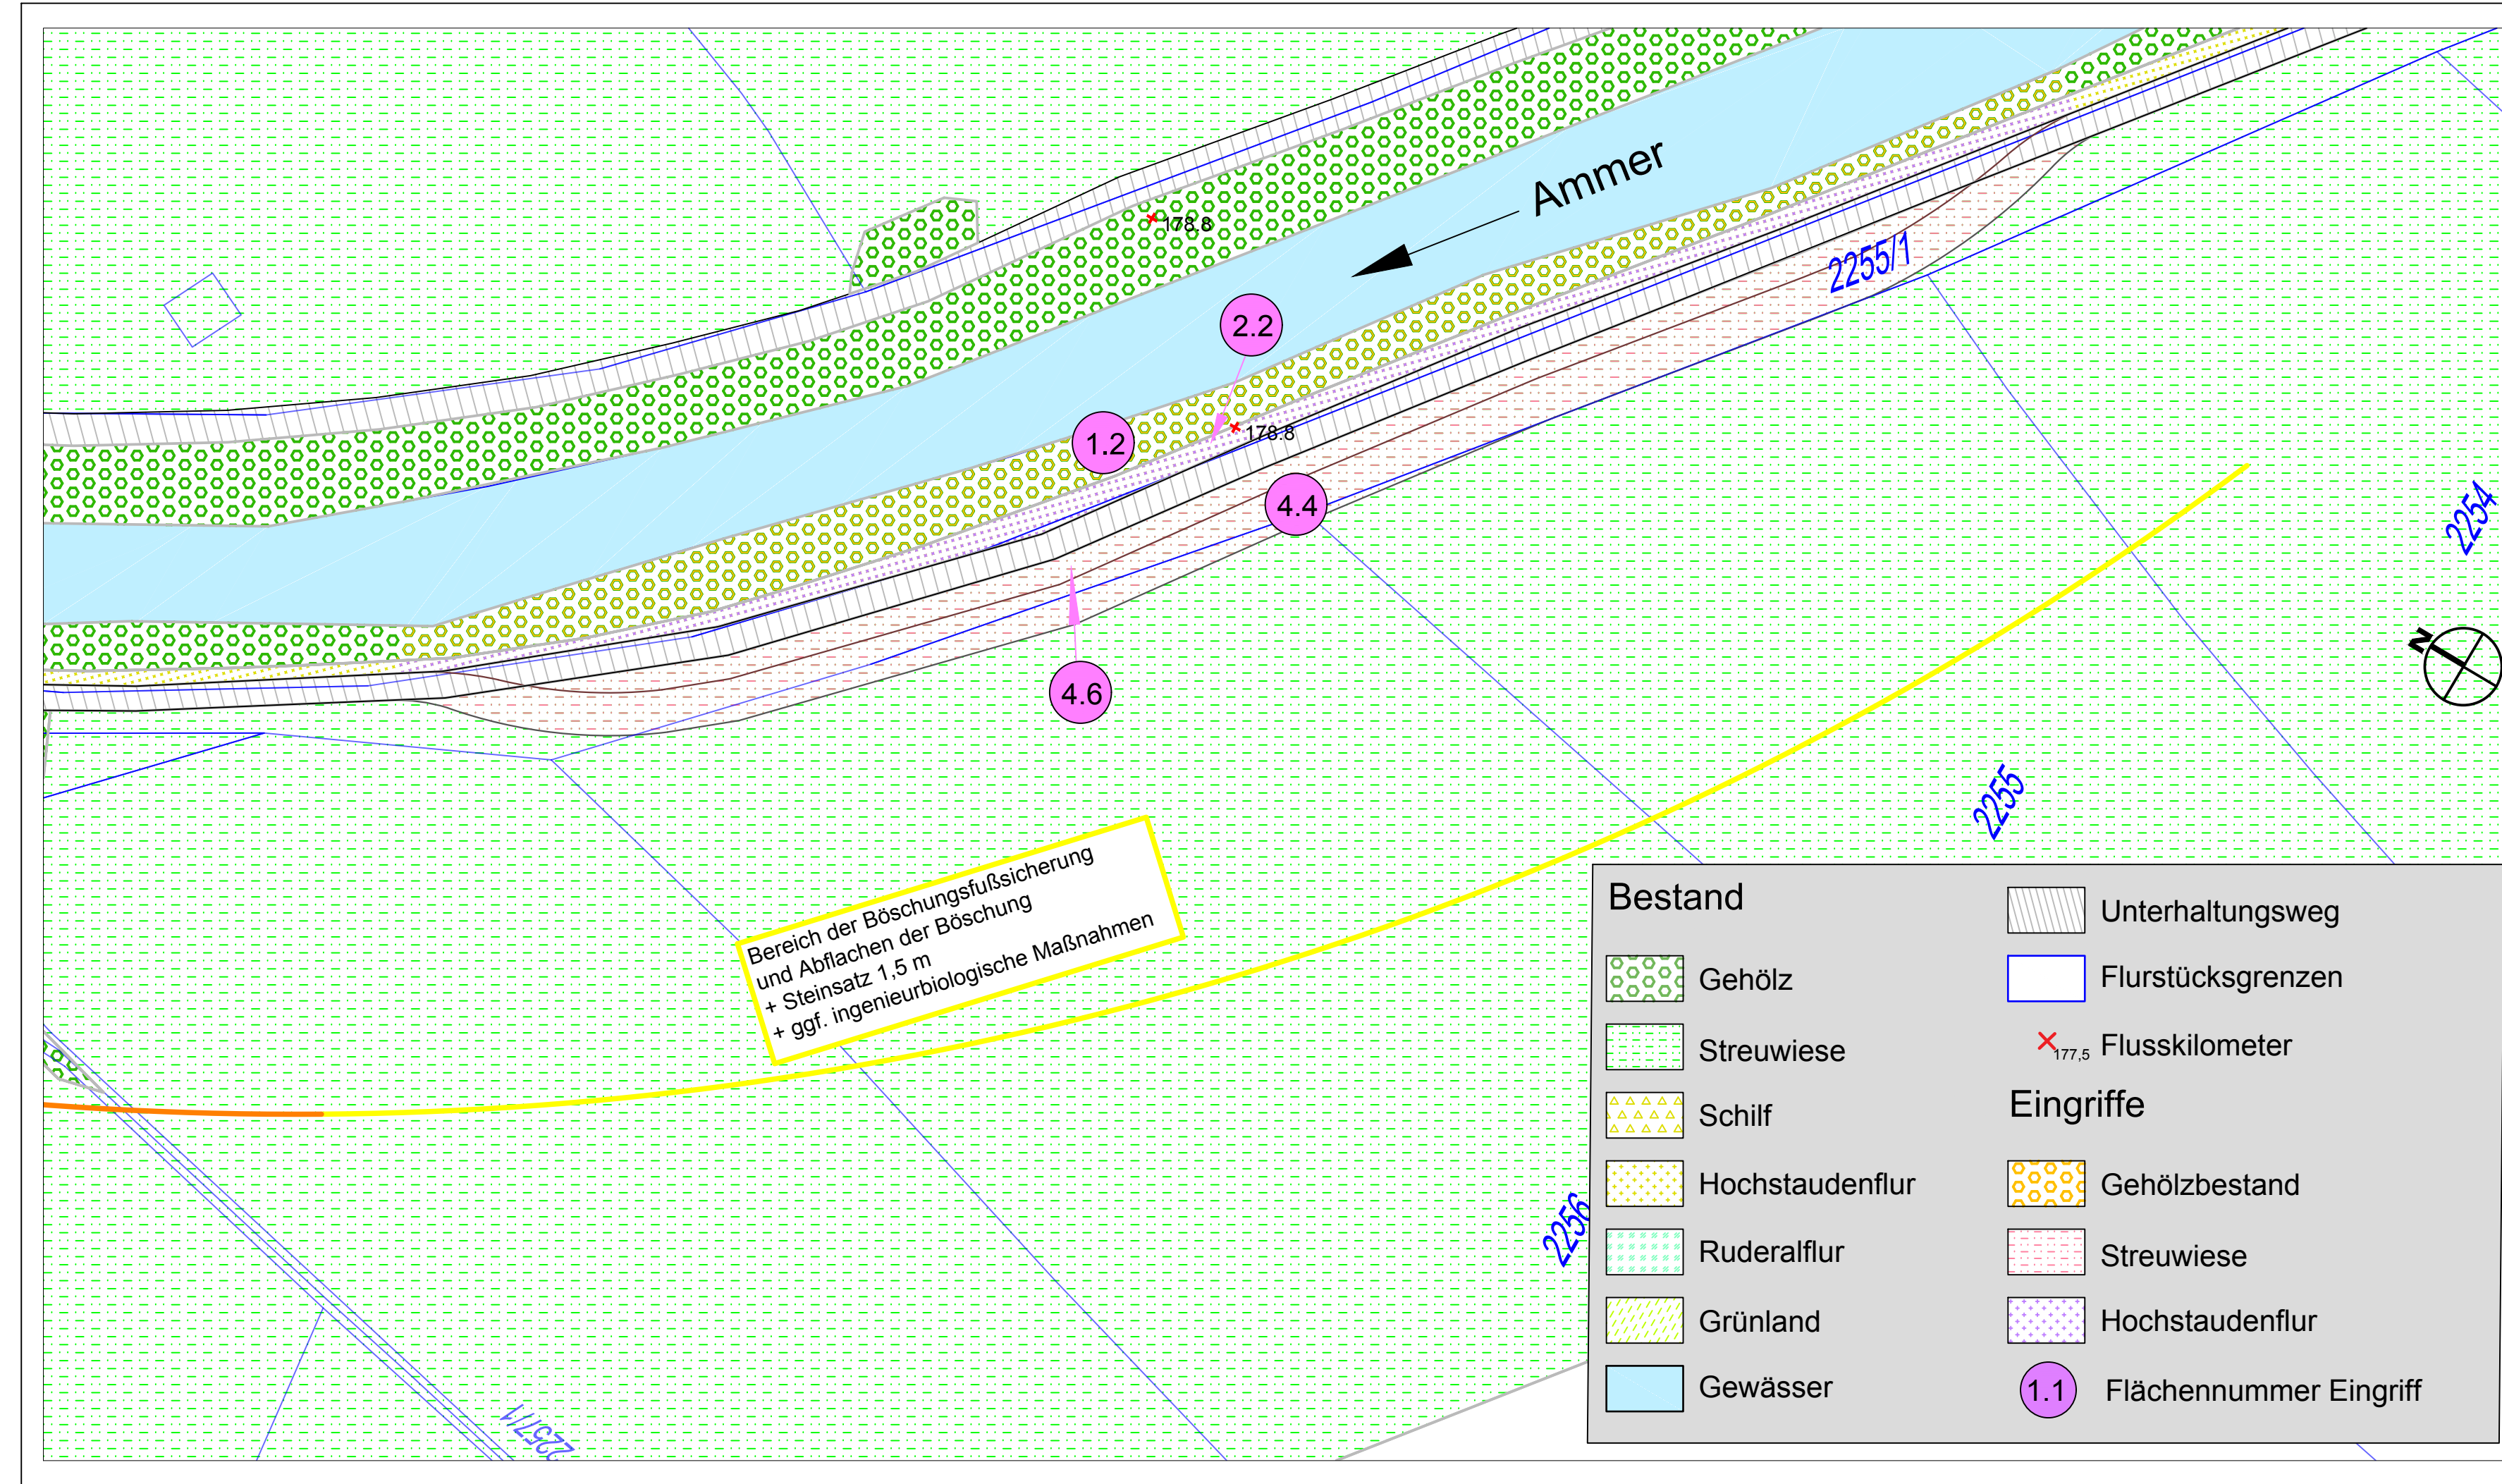 Ammer
178.8
2255/1
2.2
178.8
1.2
4.4
2254
N
4.6
2255
Bereich der Böschungsfußsicherung
und Abflachen der Böschung
+ Steinsatz 1,5 m
+ ggf. ingenieurbiologische Maßnahmen
2256
2257/1
Bestand
Gehölz
Streuwiese
Schilf
Hochstaudenflur
Ruderalflur
Grünland
Gewässer
Unterhaltungsweg
Flurstücksgrenzen
177,5 Flusskilometer
Eingriffe
Gehölzbestand
Streuwiese
Hochstaudenflur
1.1 Flächennummer Eingriff